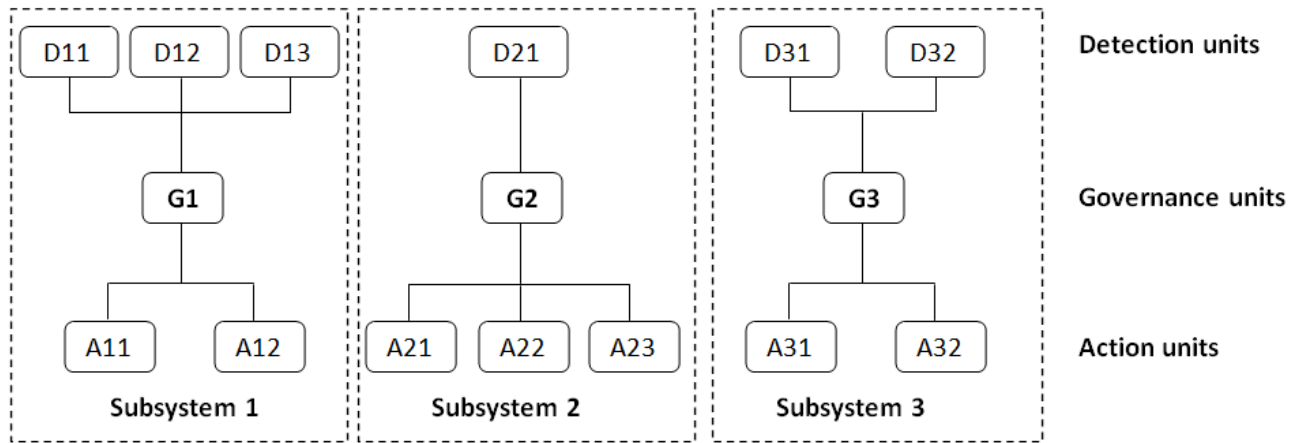 D11 D12 D13 D21 D31 D32 Detection units
G1 G2 G3 Governance units
A11 A12 A21 A22 A23 A31 A32 Action units
Subsystem 1 Subsystem 2 Subsystem 3